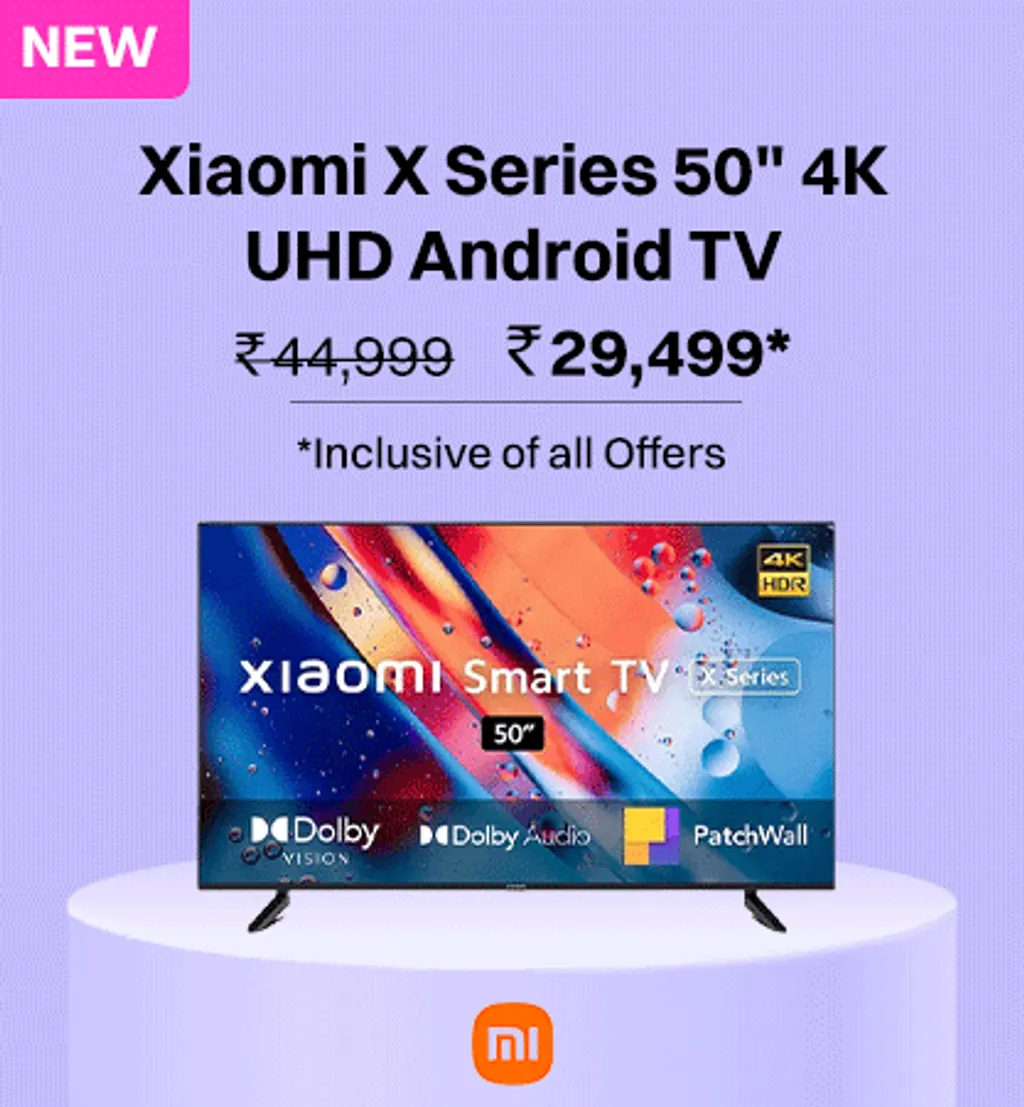 NEW
Xiaomi X Series 50" 4K
UHD Android TV
₹44,999 ₹29,499*
*Inclusive of all Offers
4K
HDR
xiaomi Smart TV X Series
50”
Dolby
VISION
Dolby Audio
PatchWall
mi